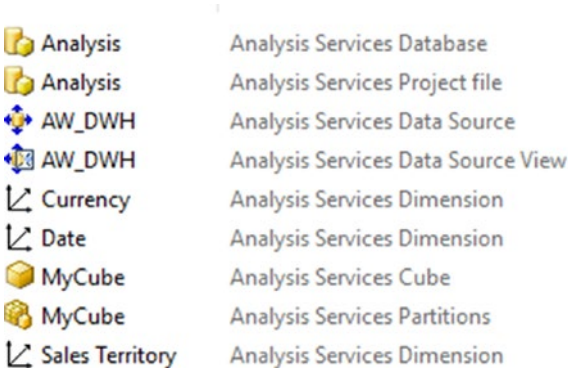 Analysis Analysis Services Database
Analysis Analysis Services Project file
AW_DWH Analysis Services Data Source
AW_DWH Analysis Services Data Source View
Currency Analysis Services Dimension
Date Analysis Services Dimension
MyCube Analysis Services Cube
MyCube Analysis Services Partitions
Sales Territory Analysis Services Dimension